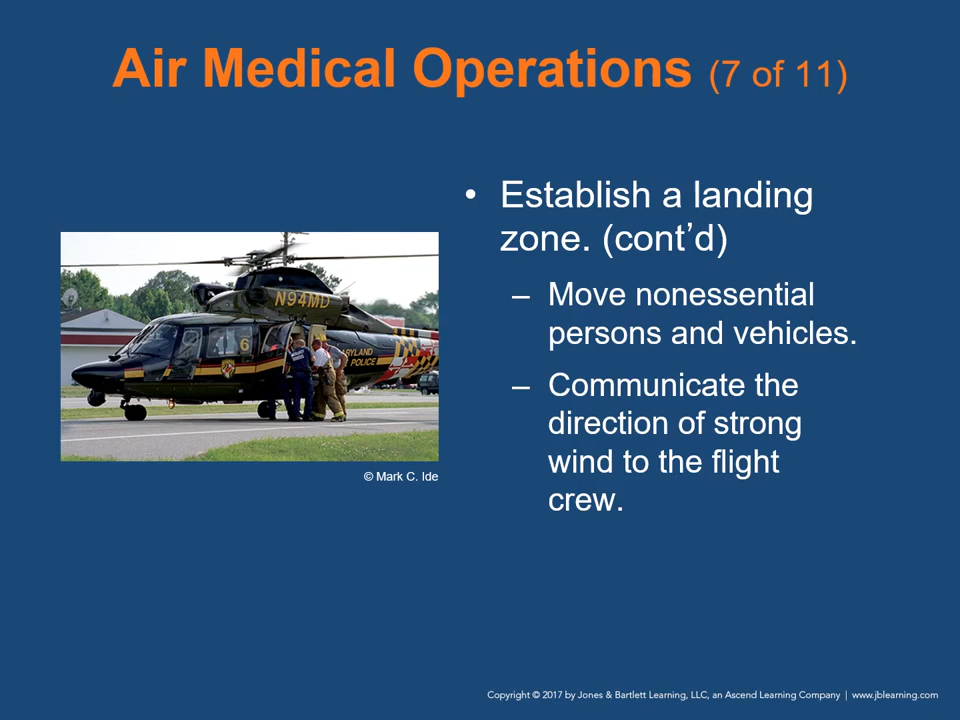 Air Medical Operations (7 of 11)
• Establish a landing
zone. (cont’d)
– Move nonessential
persons and vehicles.
– Communicate the
direction of strong
wind to the flight
crew.
N94MD
6
RYLAND
POLICE
© Mark C. Ide
Copyright © 2017 by Jones & Bartlett Learning, LLC, an Ascend Learning Company | www.jblearning.com